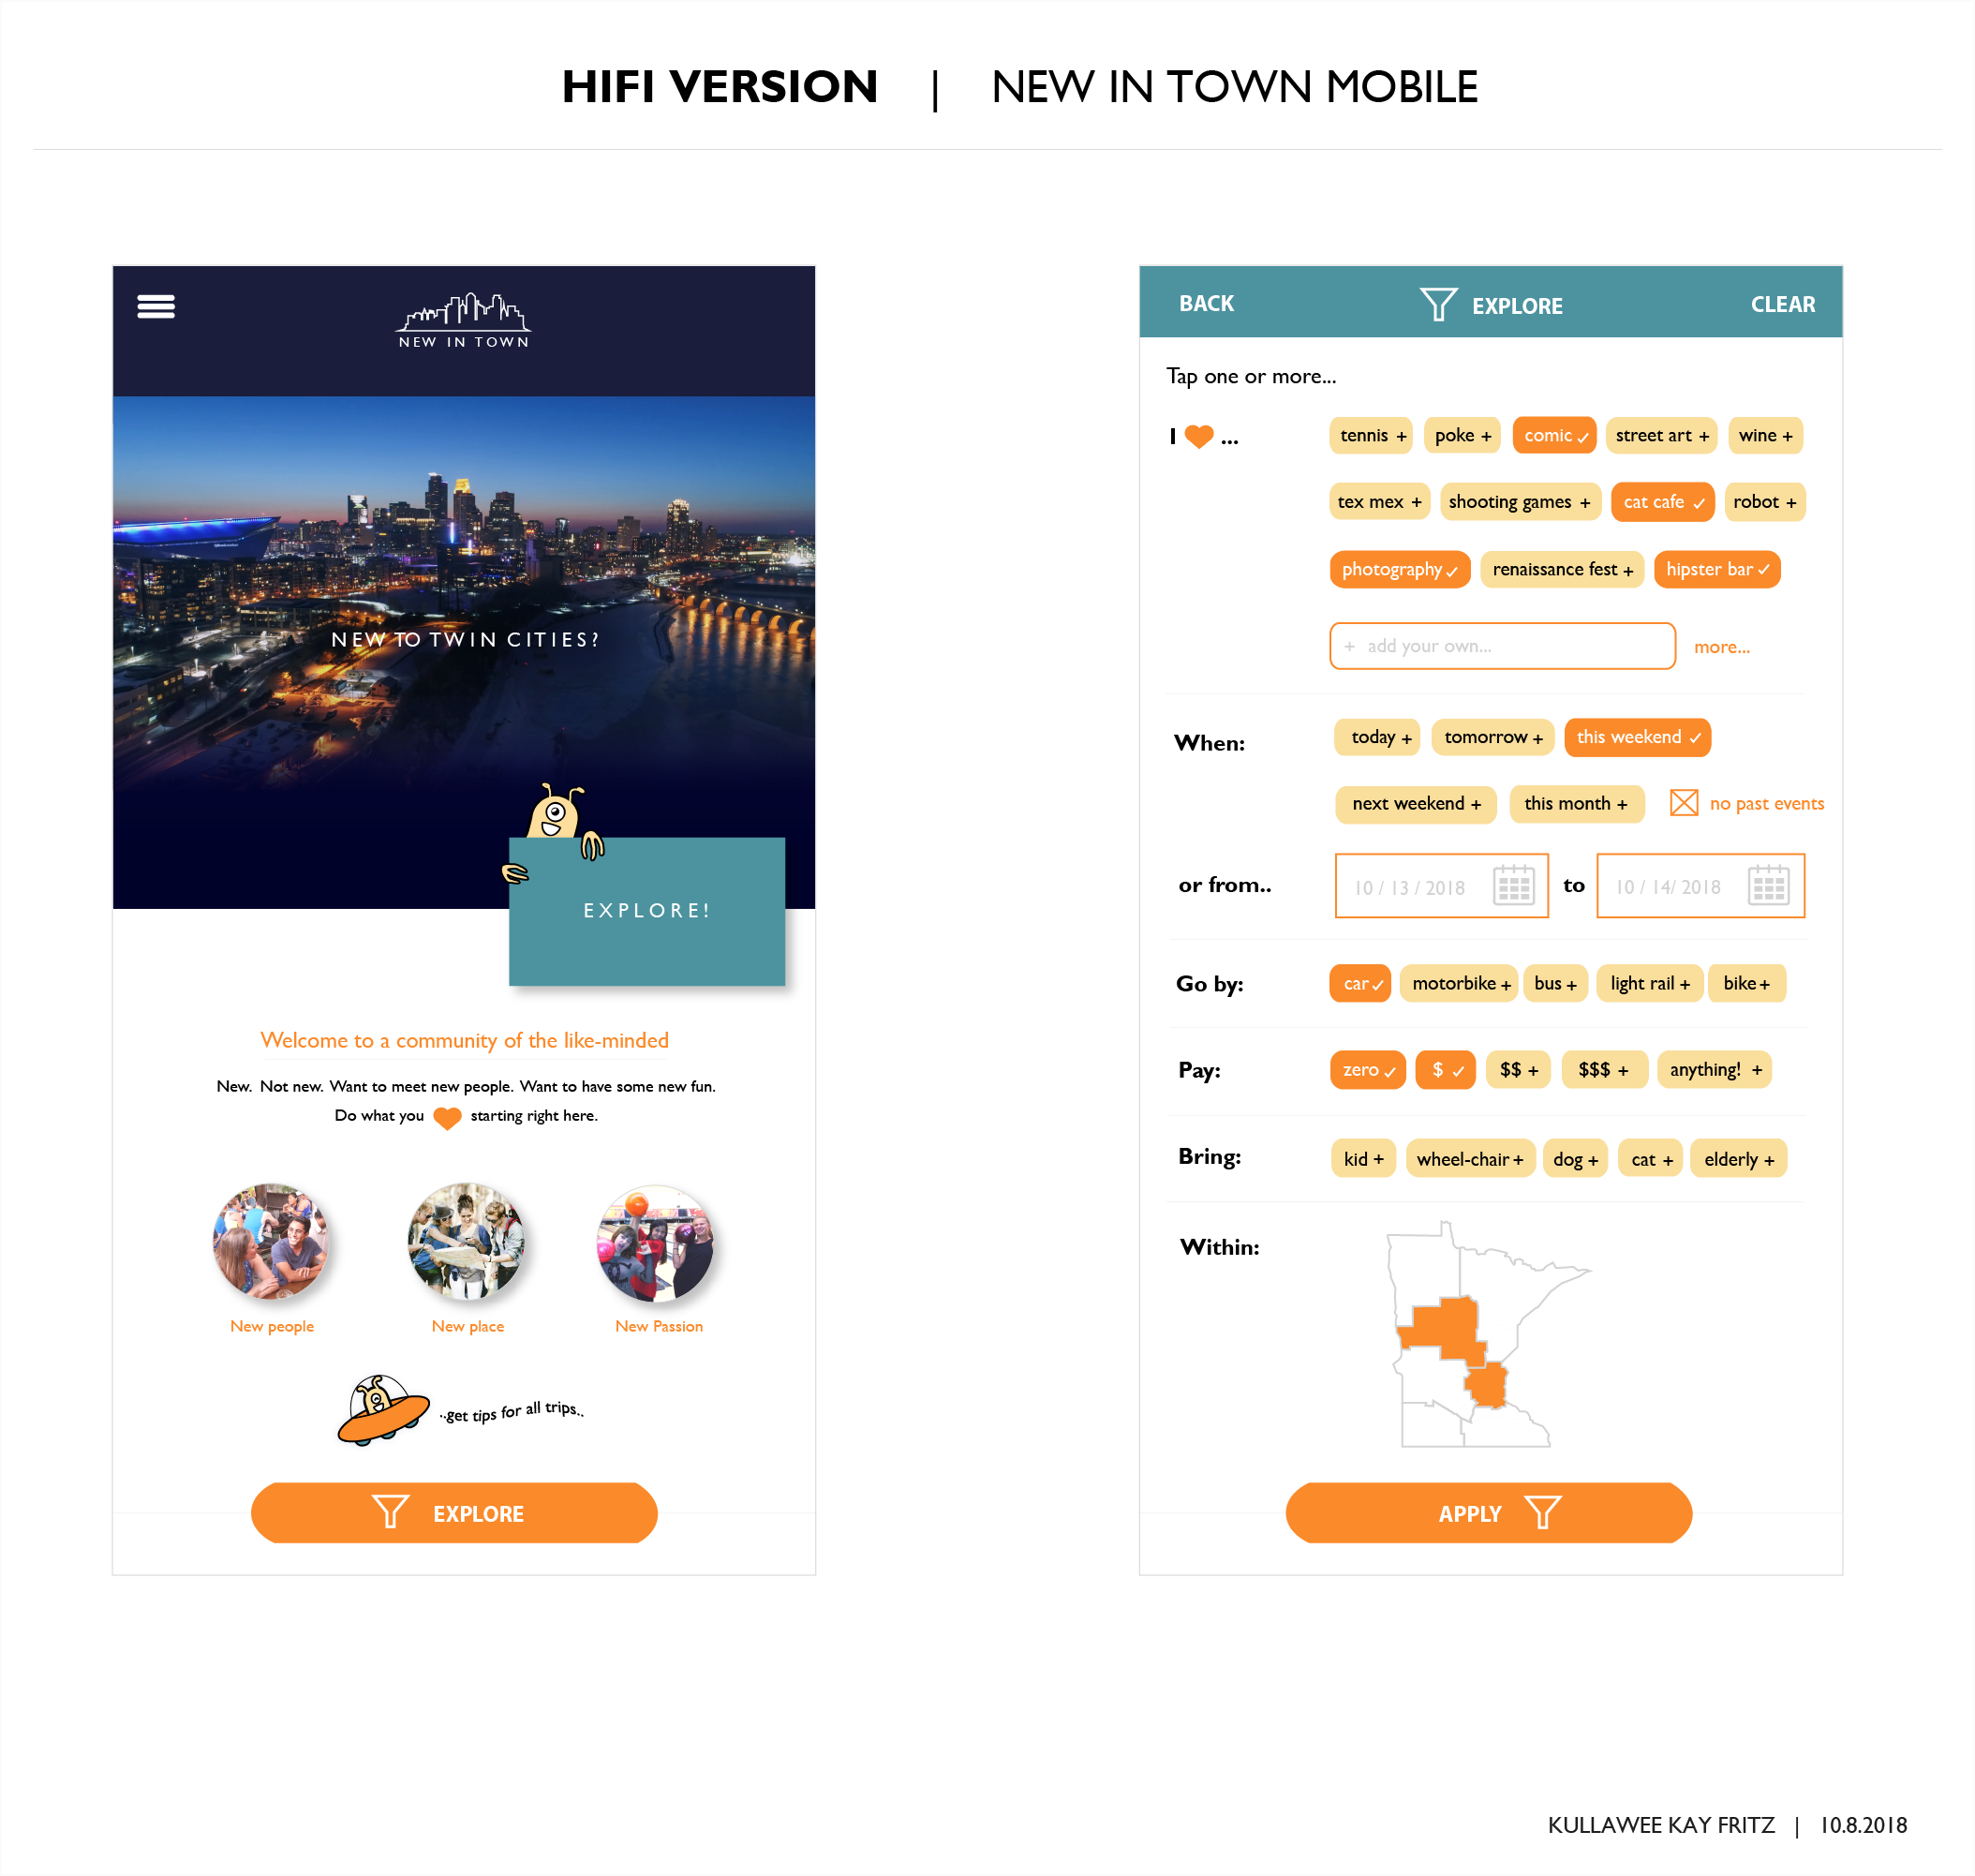 HIFI VERSION | NEW IN TOWN MOBILE
NEW IN TOWN
NEW TO TWIN CITIES?
EXPLORE!
Welcome to a community of the like-minded
New. Not new. Want to meet new people. Want to have some new fun.
Do what you starting right here.
New people New place New Passion
..get tips for all trips..
EXPLORE
BACK EXPLORE CLEAR
Tap one or more...
I ... tennis + poke + comic street art + wine +
tex mex + shooting games + cat cafe robot +
photography renaissance fest + hipster bar
+ add your own... more...
When: today + tomorrow + this weekend
next weekend + this month + no past events
or from.. 10 / 13 / 2018 to 10 / 14/ 2018
Go by: car motorbike + bus + light rail + bike +
Pay: zero $ $$ + $$$ + anything! +
Bring: kid + wheel-chair + dog + cat + elderly +
Within:
APPLY
KULLAWEE KAY FRITZ | 10.8.2018